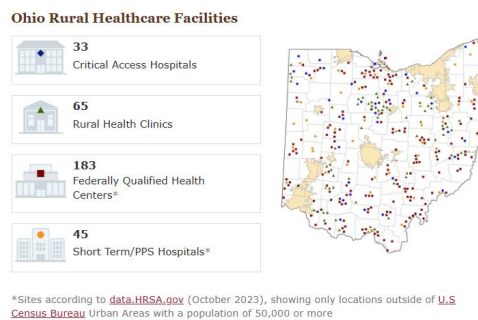 Ohio Rural Healthcare Facilities
33
Critical Access Hospitals
65
Rural Health Clinics
183
Federally Qualified Health
Centers*
45
Short Term/PPS Hospitals*
*Sites according to data.HRSA.gov (October 2023), showing only locations outside of U.S
Census Bureau Urban Areas with a population of 50,000 or more